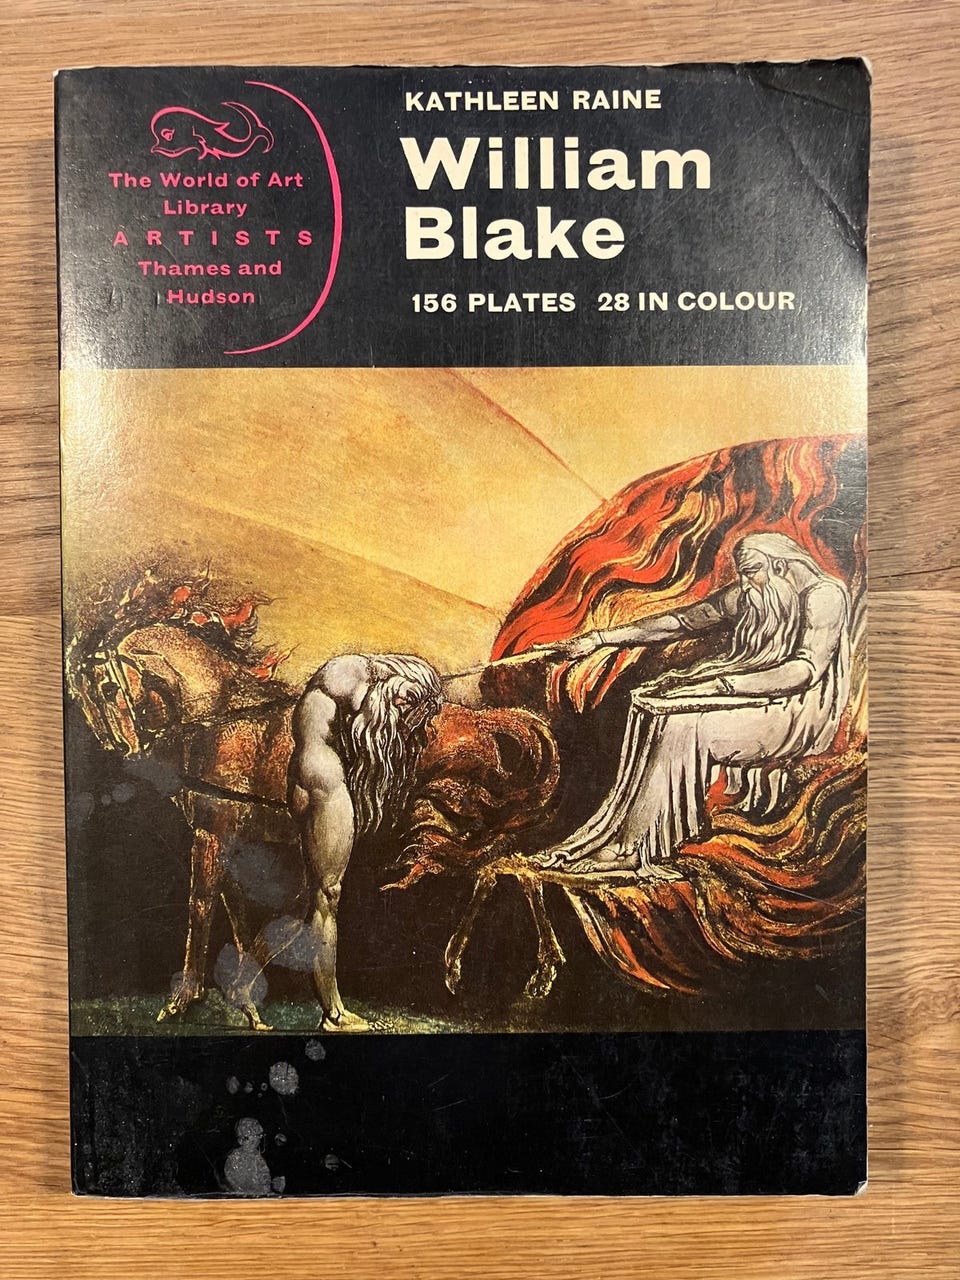 The World of Art
Library
ARTISTS
Thames and
Hudson
KATHLEEN RAINE
William
Blake
156 PLATES 28 IN COLOUR